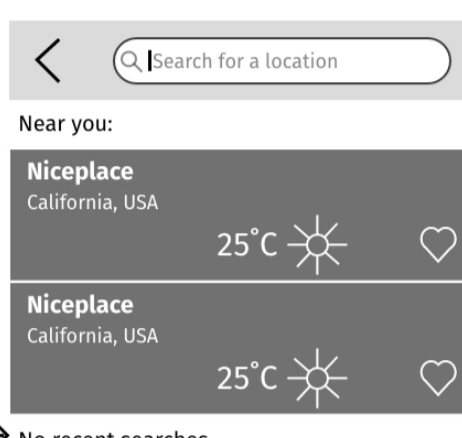 Search for a location
Near you:
Niceplace
California, USA
25°C
Niceplace
California, USA
25°C
No recent searches